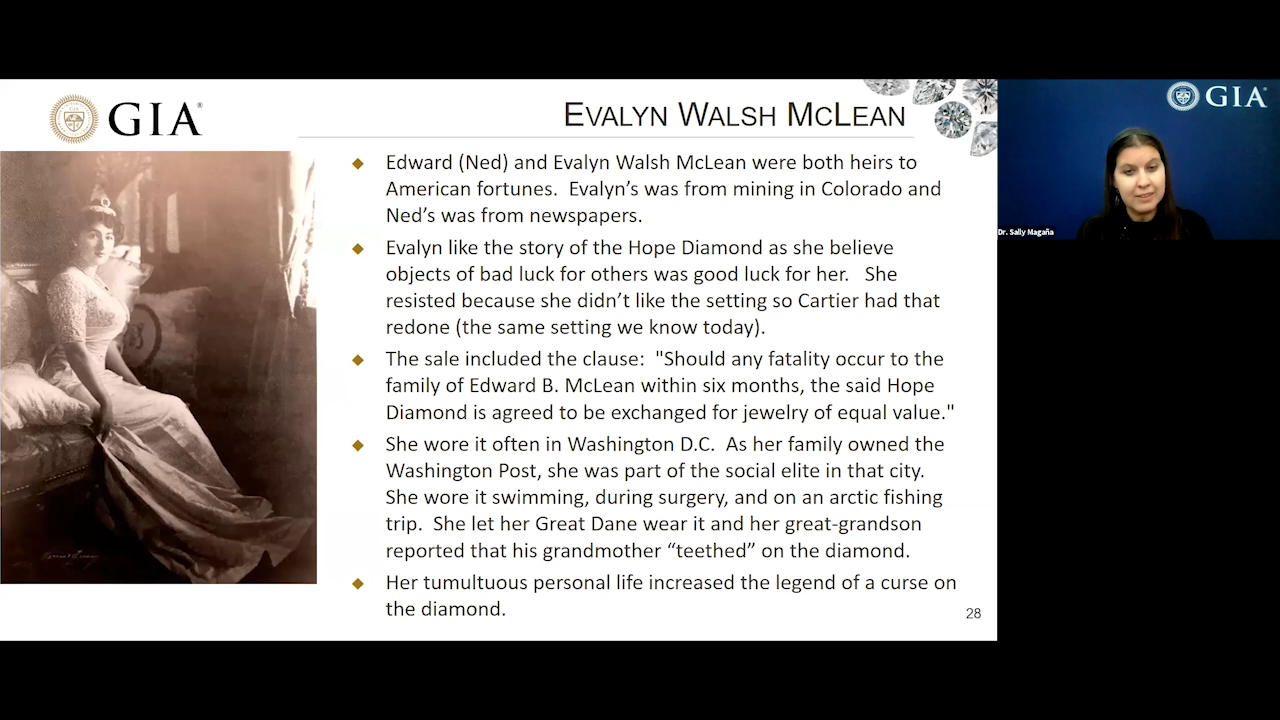 GIA®
EVALYN WALSH MCLEAN
◆ Edward (Ned) and Evalyn Walsh McLean were both heirs to
American fortunes. Evalyn's was from mining in Colorado and
Ned's was from newspapers.
◆ Evalyn like the story of the Hope Diamond as she believe
objects of bad luck for others was good luck for her. She
resisted because she didn't like the setting so Cartier had that
redone (the same setting we know today).
◆ The sale included the clause: "Should any fatality occur to the
family of Edward B. McLean within six months, the said Hope
Diamond is agreed to be exchanged for jewelry of equal value."
◆ She wore it often in Washington D.C. As her family owned the
Washington Post, she was part of the social elite in that city.
She wore it swimming, during surgery, and on an arctic fishing
trip. She let her Great Dane wear it and her great-grandson
reported that his grandmother “teethed” on the diamond.
◆ Her tumultuous personal life increased the legend of a curse on
the diamond.
28
GIA
Dr. Sally Magaña